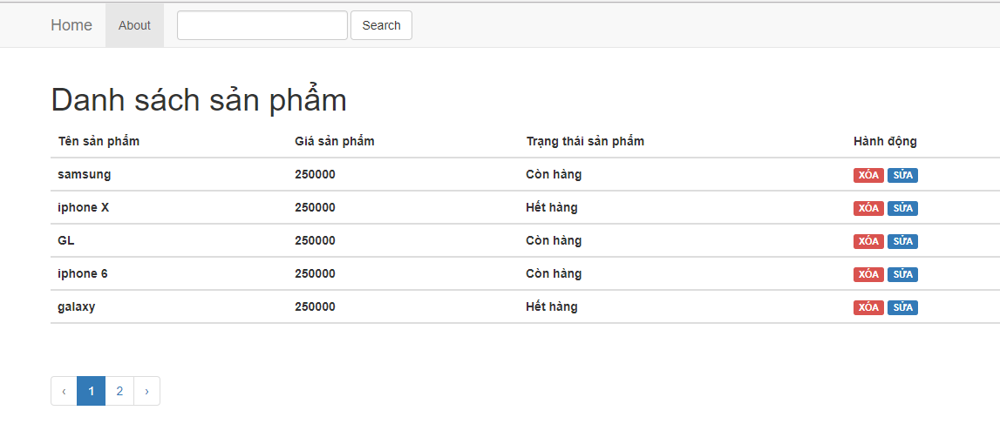 Home About Search
Danh sách sản phẩm
Tên sản phẩm Giá sản phẩm Trạng thái sản phẩm Hành động
samsung 250000 Còn hàng XÓA SỬA
iphone X 250000 Hết hàng XÓA SỬA
GL 250000 Còn hàng XÓA SỬA
iphone 6 250000 Còn hàng XÓA SỬA
galaxy 250000 Hết hàng XÓA SỬA
‹ 1 2 ›